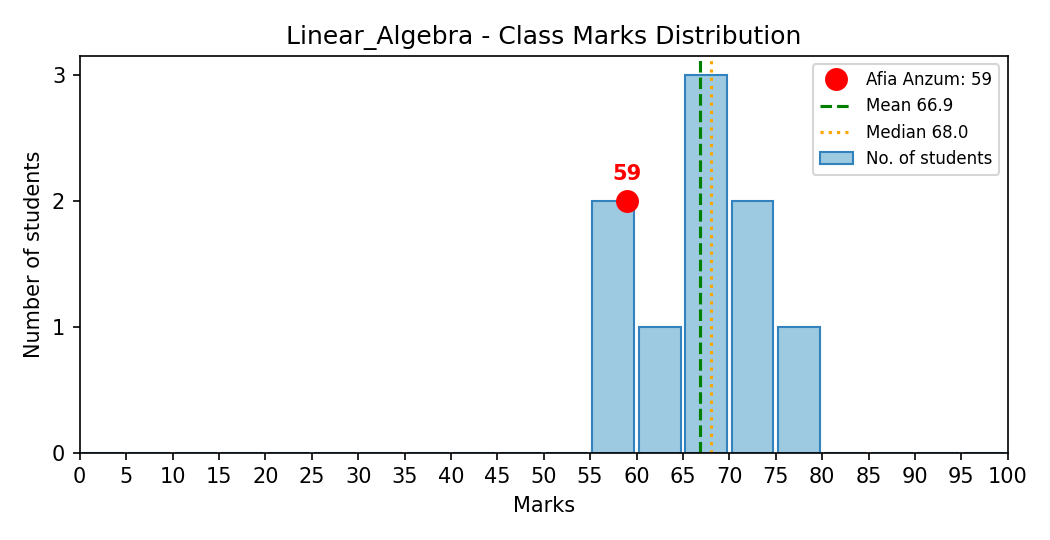 Linear_Algebra - Class Marks Distribution
Afia Anzum: 59
Mean 66.9
Median 68.0
No. of students
59
Number of students
3
2
1
0
0 5 10 15 20 25 30 35 40 45 50 55 60 65 70 75 80 85 90 95 100
Marks